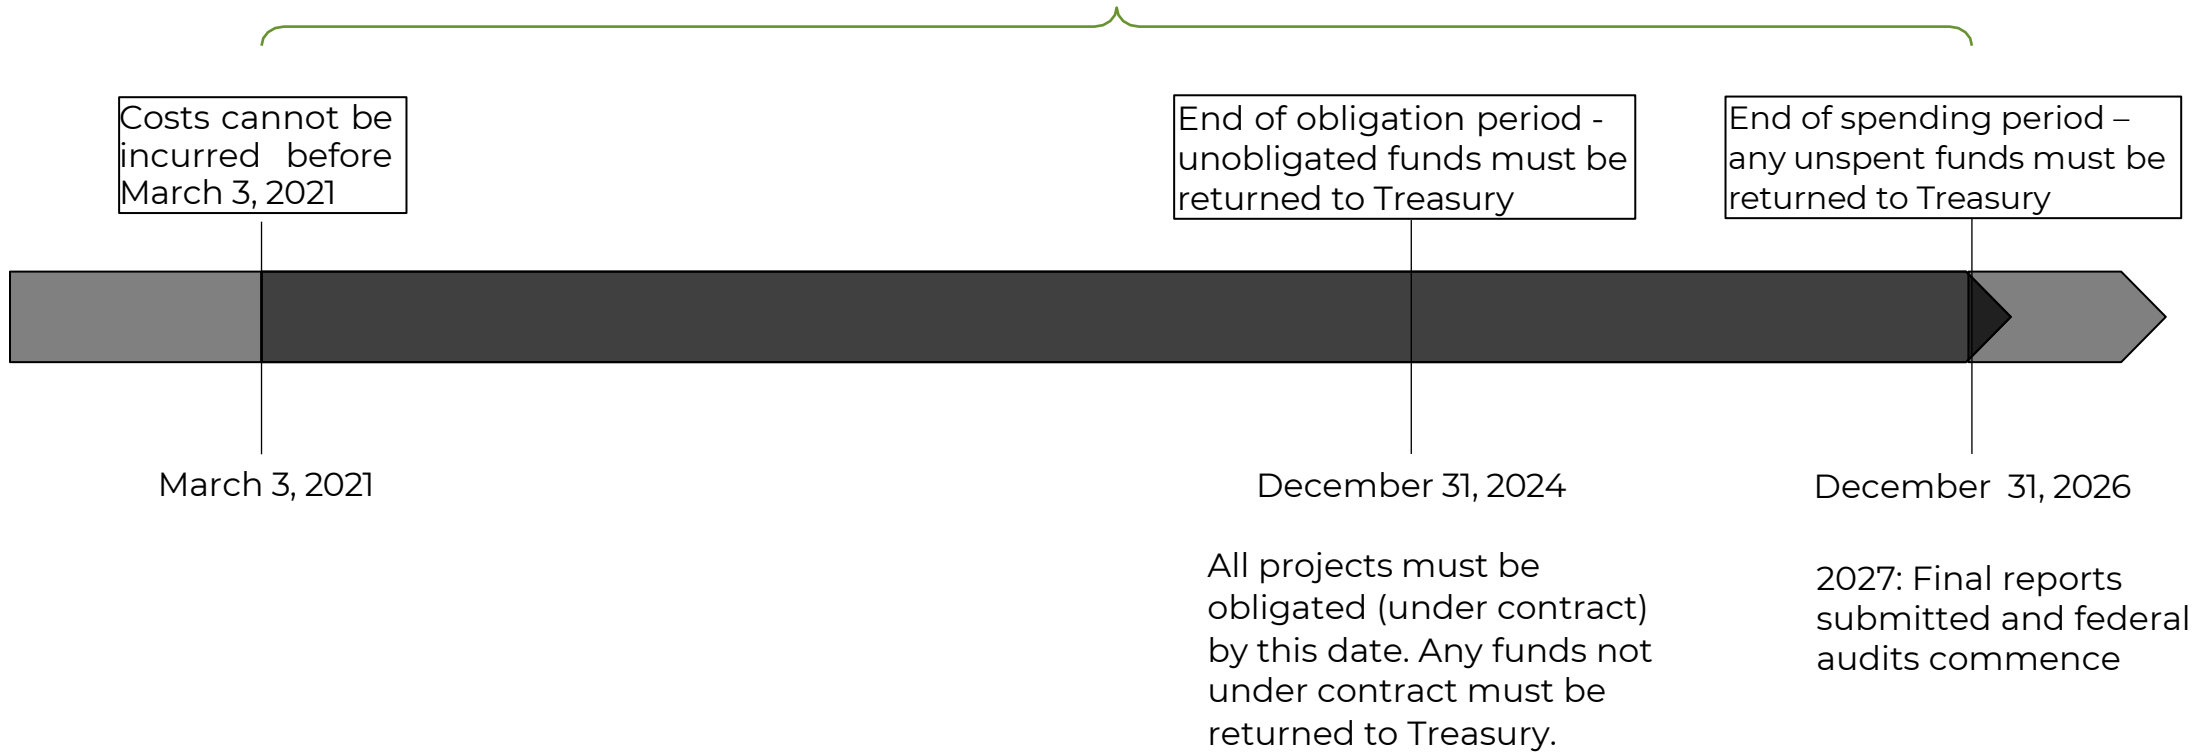 Costs cannot be
incurred before
March 3, 2021
End of obligation period -
unobligated funds must be
returned to Treasury
End of spending period –
any unspent funds must be
returned to Treasury
March 3, 2021
December 31, 2024
December 31, 2026
All projects must be
obligated (under contract)
by this date. Any funds not
under contract must be
returned to Treasury.
2027: Final reports
submitted and federal
audits commence